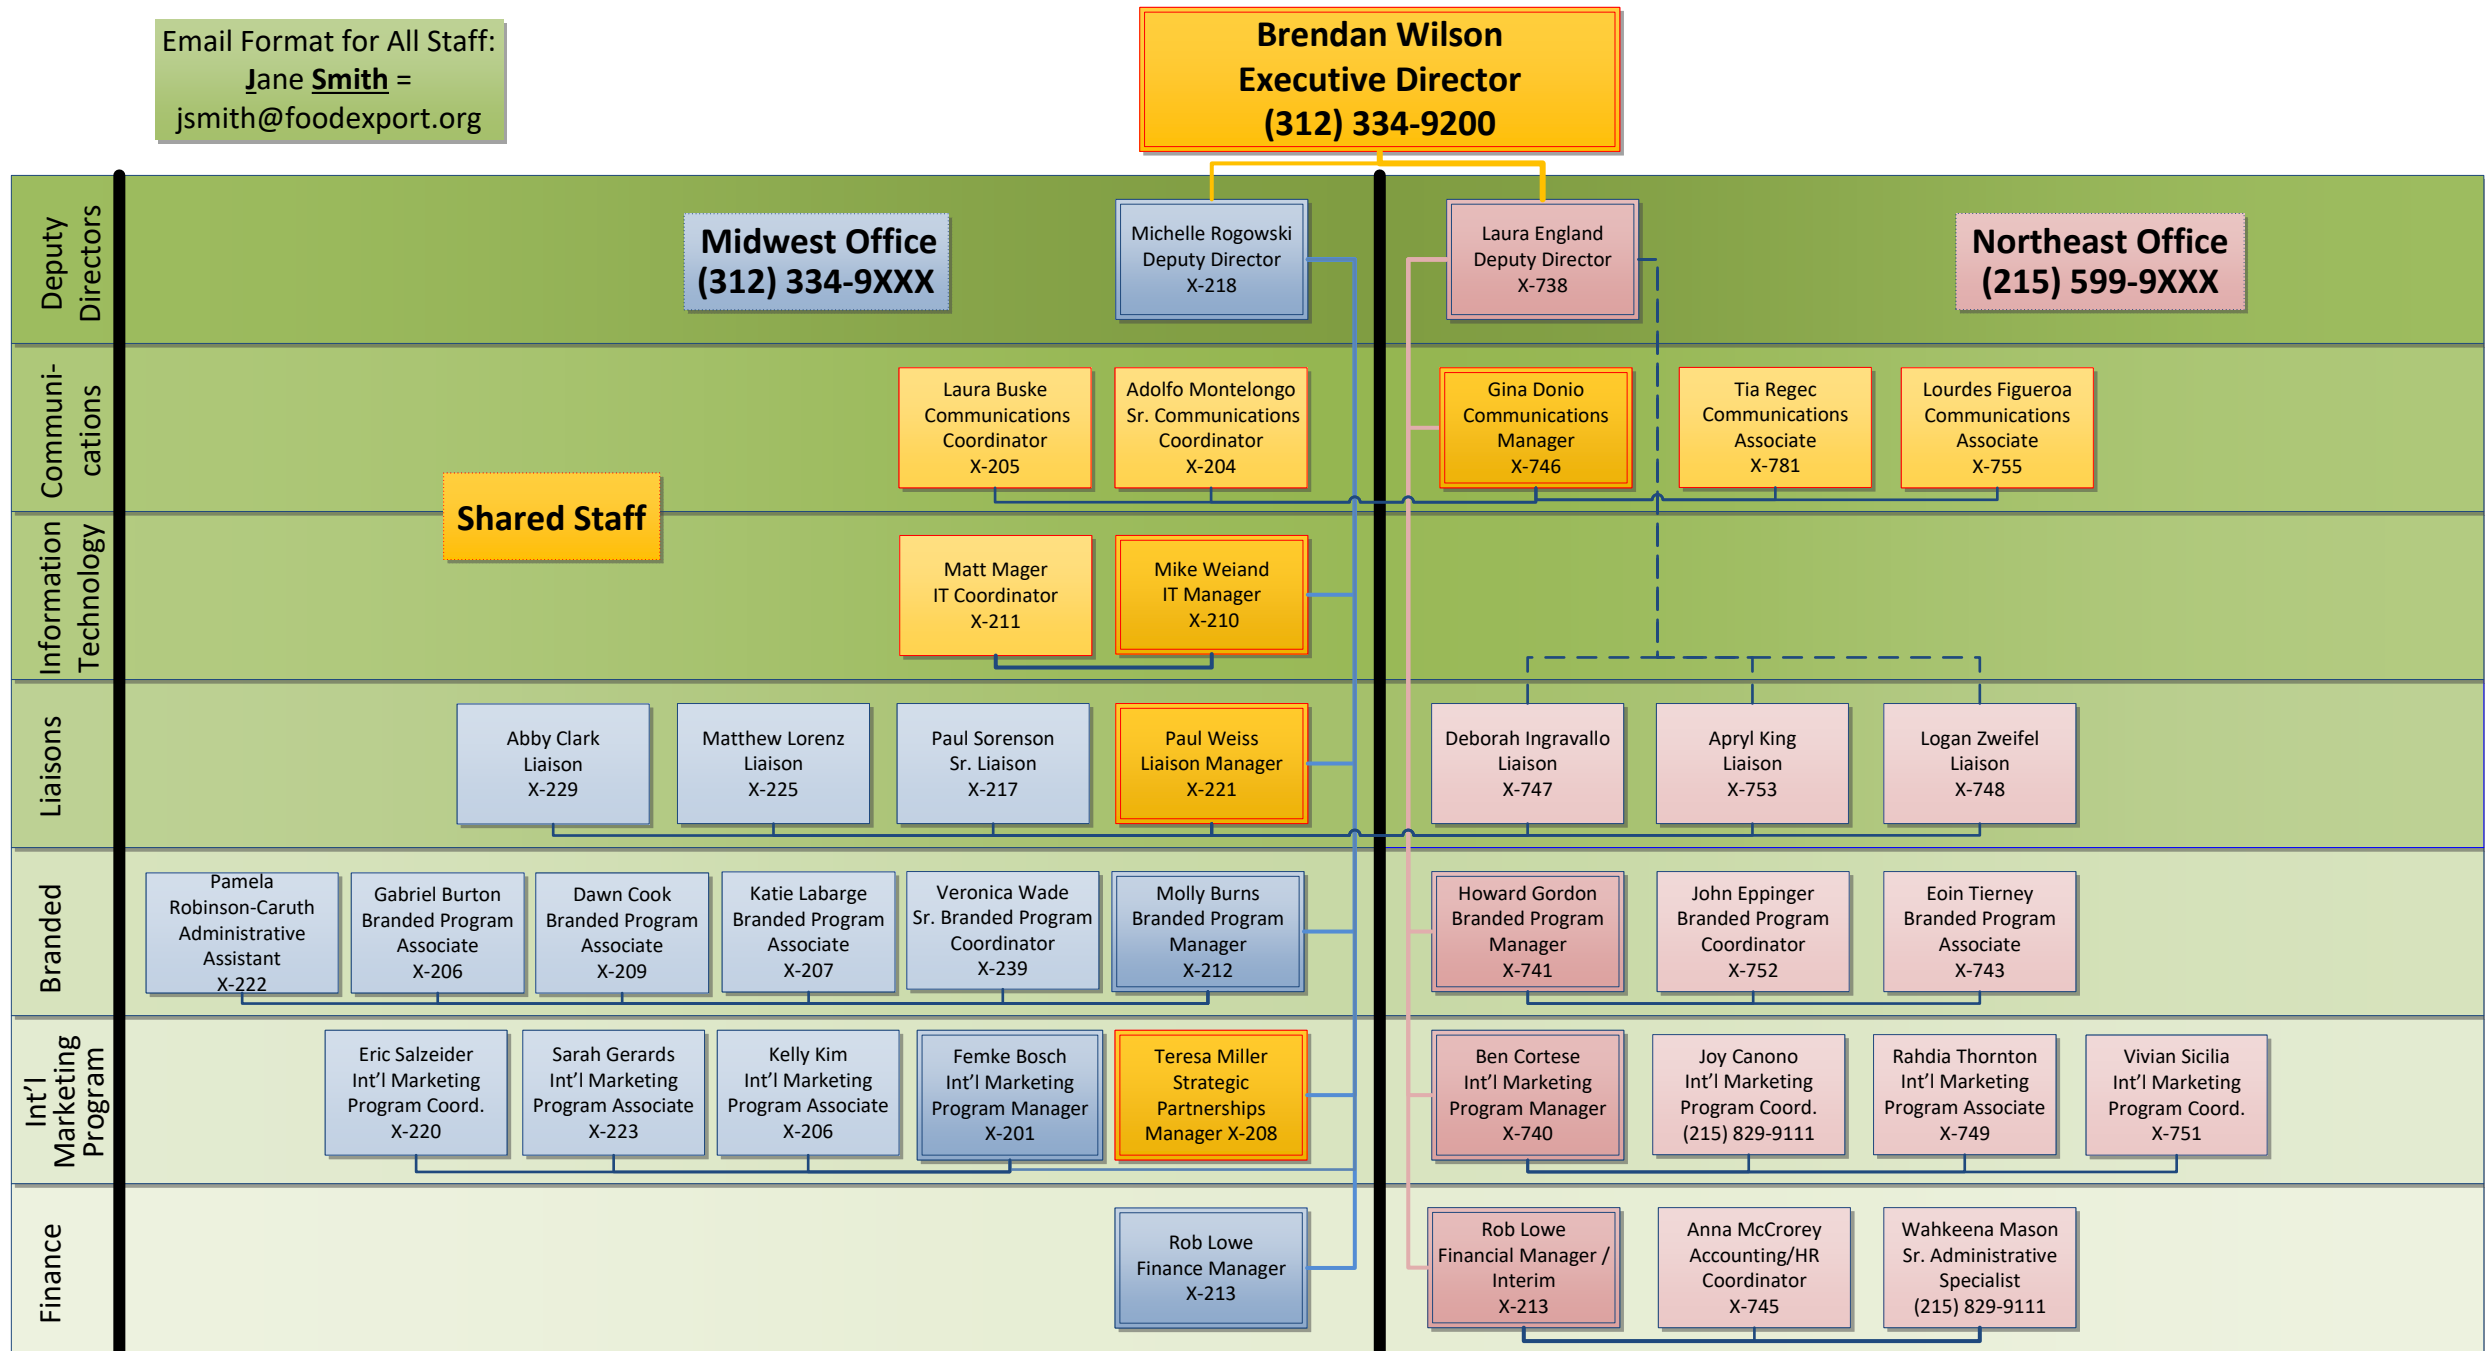 Email Format for All Staff:
Jane Smith =
jsmith@foodexport.org
Brendan Wilson
Executive Director
(312) 334-9200
Deputy
Directors
Midwest Office
(312) 334-9XXX
Michelle Rogowski
Deputy Director
X-218
Laura England
Deputy Director
X-738
Northeast Office
(215) 599-9XXX
Communi-
cations
Laura Buske
Communications
Coordinator
X-205
Adolfo Montelongo
Sr. Communications
Coordinator
X-204
Gina Donio
Communications
Manager
X-746
Tia Regec
Communications
Associate
X-781
Lourdes Figueroa
Communications
Associate
X-755
Shared Staff
Information
Technology
Matt Mager
IT Coordinator
X-211
Mike Weiand
IT Manager
X-210
Liaisons
Abby Clark
Liaison
X-229
Matthew Lorenz
Liaison
X-225
Paul Sorenson
Sr. Liaison
X-217
Paul Weiss
Liaison Manager
X-221
Deborah Ingravallo
Liaison
X-747
Apryl King
Liaison
X-753
Logan Zweifel
Liaison
X-748
Branded
Pamela
Robinson-Caruth
Administrative
Assistant
X-222
Gabriel Burton
Branded Program
Associate
X-206
Dawn Cook
Branded Program
Associate
X-209
Katie Labarge
Branded Program
Associate
X-207
Veronica Wade
Sr. Branded Program
Coordinator
X-239
Molly Burns
Branded Program
Manager
X-212
Howard Gordon
Branded Program
Manager
X-741
John Eppinger
Branded Program
Coordinator
X-752
Eoin Tierney
Branded Program
Associate
X-743
Int’l
Marketing
Program
Eric Salzeider
Int’l Marketing
Program Coord.
X-220
Sarah Gerards
Int’l Marketing
Program Associate
X-223
Kelly Kim
Int’l Marketing
Program Associate
X-206
Femke Bosch
Int’l Marketing
Program Manager
X-201
Teresa Miller
Strategic
Partnerships
Manager X-208
Ben Cortese
Int’l Marketing
Program Manager
X-740
Joy Canono
Int’l Marketing
Program Coord.
(215) 829-9111
Rahdia Thornton
Int’l Marketing
Program Associate
X-749
Vivian Sicilia
Int’l Marketing
Program Coord.
X-751
Finance
Rob Lowe
Finance Manager
X-213
Rob Lowe
Financial Manager /
Interim
X-213
Anna McCrorey
Accounting/HR
Coordinator
X-745
Wahkeena Mason
Sr. Administrative
Specialist
(215) 829-9111